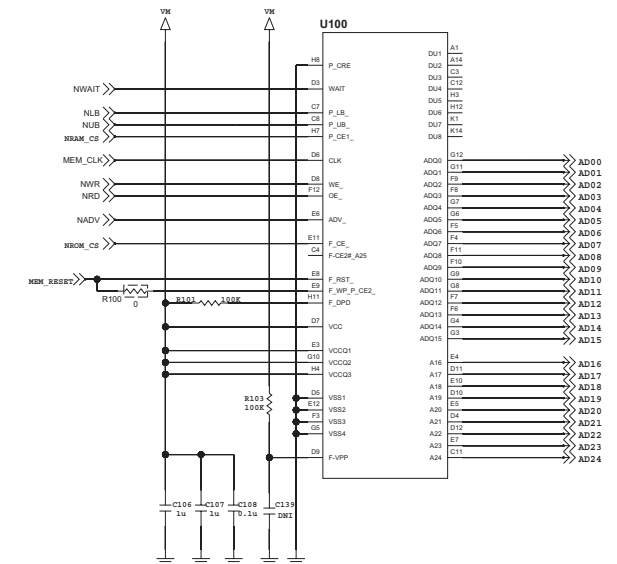 VM VM
U100
H8 P_CRE
D3 WAIT
NWAIT
C7 P_LB_
NLB
C8 P_UB_
NUB
H7 P_CE1_
NRAM_CS
D6 CLK
MEM_CLK
D8 WE_
NWR
F12 OE_
NRD
E6 ADV_
NADV
E11 F_CE_
NROM_CS
C4 F-CE2#_A25
E8 F_RST_
MEM_RESET
E9 F_WP_P_CE2_
R100
0
H11 F_DPD
R101 100K
D7 VCC
E3 VCCQ1
G10 VCCQ2
H4 VCCQ3
R103
100K
D5 VSS1
E12 VSS2
F3 VSS3
G5 VSS4
D9 F-VPP
C106
1u
C107
1u
C108
0.1u
C139
DNI
DU1 A1
DU2 A14
DU3 C3
DU4 C12
DU5 H3
DU6 H12
DU7 K1
DU8 K14
ADQ0 G12 AD00
ADQ1 G11 AD01
ADQ2 F9 AD02
ADQ3 F8 AD03
ADQ4 G7 AD04
ADQ5 G6 AD05
ADQ6 F5 AD06
ADQ7 F4 AD07
ADQ8 F11 AD08
ADQ9 F10 AD09
ADQ10 G9 AD10
ADQ11 G8 AD11
ADQ12 F7 AD12
ADQ13 F6 AD13
ADQ14 G4 AD14
ADQ15 G3 AD15
A16 E4 AD16
A17 D11 AD17
A18 E10 AD18
A19 D10 AD19
A20 E5 AD20
A21 D4 AD21
A22 D12 AD22
A23 E7 AD23
A24 C11 AD24